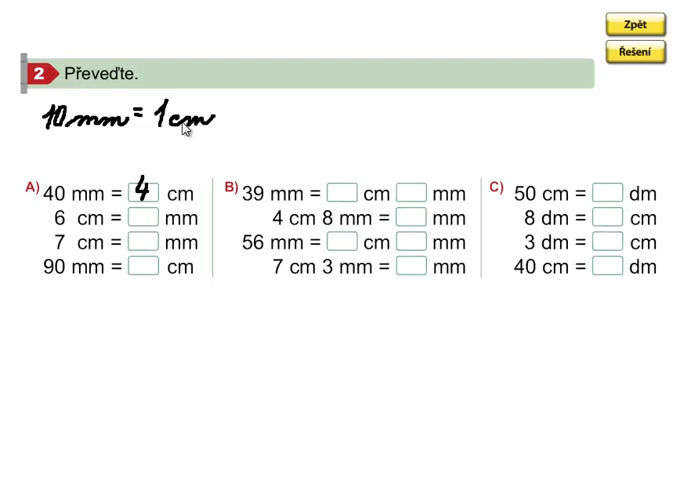 Zpět
Řešení
2 Převeďte.
10 mm = 1 cm
A) 40 mm = 4 cm
6 cm = mm
7 cm = mm
90 mm = cm
B) 39 mm = cm mm
4 cm 8 mm = mm
56 mm = cm mm
7 cm 3 mm = mm
C) 50 cm = dm
8 dm = cm
3 dm = cm
40 cm = dm